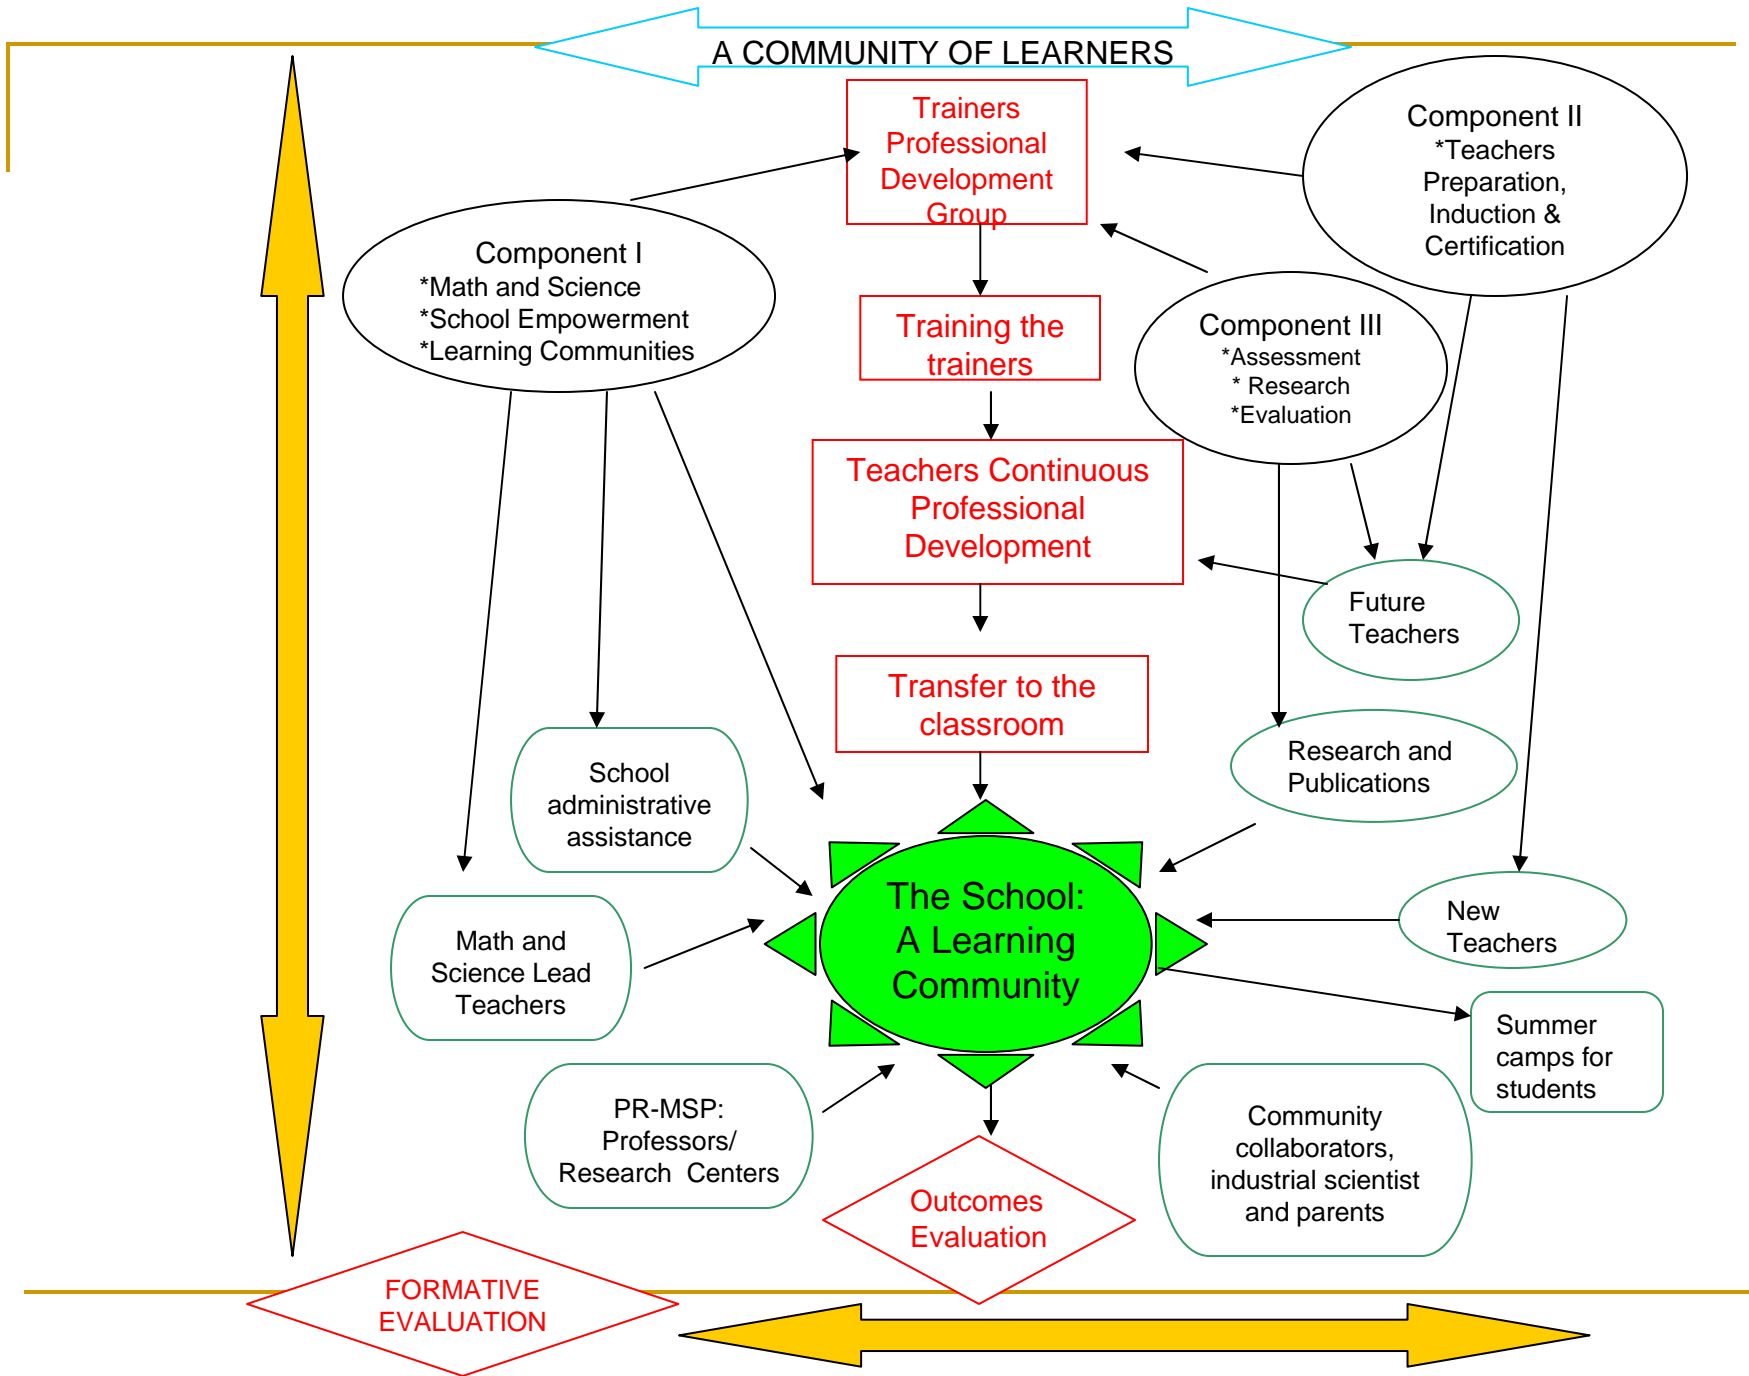 A COMMUNITY OF LEARNERS
Trainers
Professional
Development
Group
Component II
*Teachers
Preparation,
Induction &
Certification
Component I
*Math and Science
*School Empowerment
*Learning Communities
Training the
trainers
Component III
*Assessment
* Research
*Evaluation
Teachers Continuous
Professional
Development
Future
Teachers
Transfer to the
classroom
School
administrative
assistance
Research and
Publications
The School:
A Learning
Community
New
Teachers
Math and
Science Lead
Teachers
Summer
camps for
students
PR-MSP:
Professors/
Research  Centers
Community
collaborators,
industrial scientist
and parents
Outcomes
Evaluation
FORMATIVE
EVALUATION